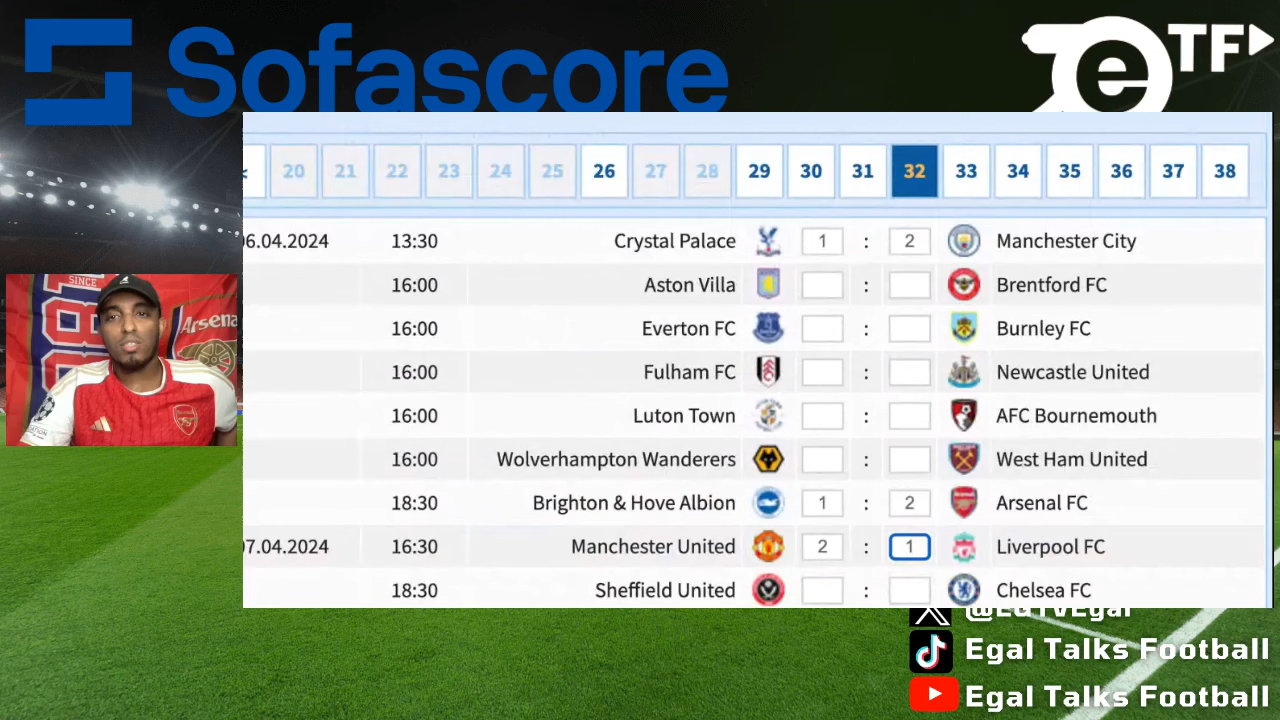 Sofascore
e TF
< 20 21 22 23 24 25 26 27 28 29 30 31 32 33 34 35 36 37 38
06.04.2024 13:30 Crystal Palace 1 : 2 Manchester City
16:00 Aston Villa : Brentford FC
16:00 Everton FC : Burnley FC
16:00 Fulham FC : Newcastle United
16:00 Luton Town : AFC Bournemouth
16:00 Wolverhampton Wanderers : West Ham United
18:30 Brighton & Hove Albion 1 : 2 Arsenal FC
07.04.2024 16:30 Manchester United 2 : 1 Liverpool FC
18:30 Sheffield United : Chelsea FC
SINCE
Arsenal
@EGTVEgal
Egal Talks Football
Egal Talks Football